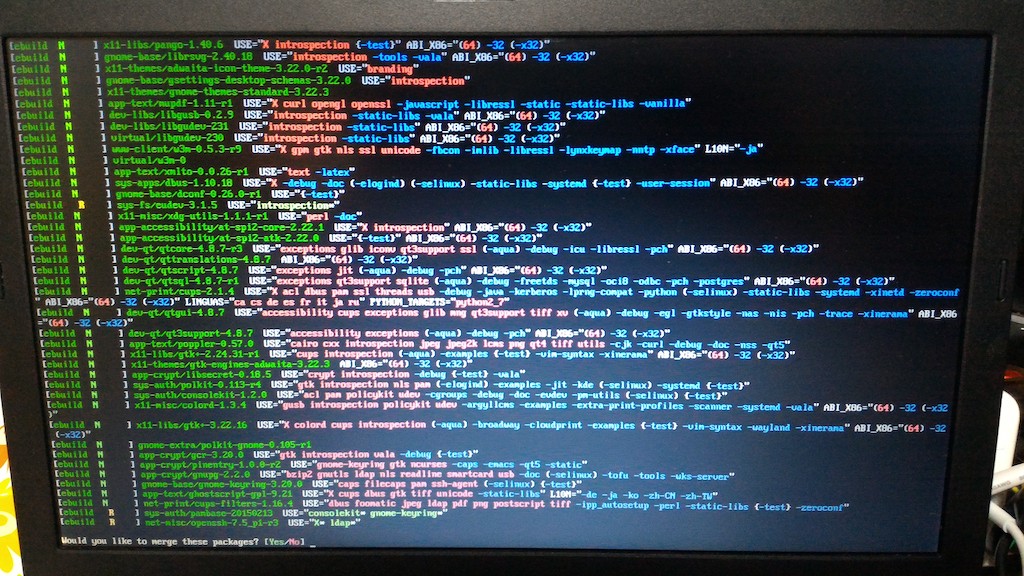 [ebuild  N     ] x11-libs/pango-1.40.6  USE="X introspection {-test}" ABI_X86="(64) -32 (-x32)"
[ebuild  N     ] gnome-base/librsvg-2.40.18  USE="introspection -tools -vala" ABI_X86="(64) -32 (-x32)"
[ebuild  N     ] x11-themes/adwaita-icon-theme-3.22.0-r2  USE="branding"
[ebuild  N     ] gnome-base/gsettings-desktop-schemas-3.22.0  USE="introspection"
[ebuild  N     ] x11-themes/gnome-themes-standard-3.22.3
[ebuild  N     ] app-text/mupdf-1.11-r1  USE="X curl opengl openssl -javascript -libressl -static -static-libs -vanilla"
[ebuild  N     ] dev-libs/libgusb-0.2.9  USE="introspection -static-libs -vala" ABI_X86="(64) -32 (-x32)"
[ebuild  N     ] dev-libs/libgudev-231  USE="introspection -static-libs" ABI_X86="(64) -32 (-x32)"
[ebuild  N     ] virtual/libgudev-230  USE="introspection -static-libs" ABI_X86="(64) -32 (-x32)"
[ebuild  N     ] www-client/w3m-0.5.3-r9  USE="X gpm gtk nls ssl unicode -fbcon -imlib -libressl -lynxkeymap -nntp -xface" L10N="-ja"
[ebuild  N     ] virtual/w3m-0
[ebuild  N     ] app-text/xmlto-0.0.26-r1  USE="text -latex"
[ebuild  N     ] sys-apps/dbus-1.10.18  USE="X -debug -doc (-elogind) (-selinux) -static-libs -systemd {-test} -user-session" ABI_X86="(64) -32 (-x32)"
[ebuild  N     ] gnome-base/dconf-0.26.0-r1  USE="{-test}"
[ebuild   R    ] sys-fs/eudev-3.1.5  USE="introspection*"
[ebuild  N     ] x11-misc/xdg-utils-1.1.1-r1  USE="perl -doc"
[ebuild  N     ] app-accessibility/at-spi2-core-2.22.1  USE="X introspection" ABI_X86="(64) -32 (-x32)"
[ebuild  N     ] app-accessibility/at-spi2-atk-2.22.0  USE="{-test}" ABI_X86="(64) -32 (-x32)"
[ebuild  N     ] dev-qt/qtcore-4.8.7-r3  USE="exceptions glib iconv qt3support ssl (-aqua) -debug -icu -libressl -pch" ABI_X86="(64) -32 (-x32)"
[ebuild  N     ] dev-qt/qttranslations-4.8.7  ABI_X86="(64) -32 (-x32)"
[ebuild  N     ] dev-qt/qtscript-4.8.7  USE="exceptions jit (-aqua) -debug -pch" ABI_X86="(64) -32 (-x32)"
[ebuild  N     ] dev-qt/qtsql-4.8.7-r1  USE="exceptions qt3support sqlite (-aqua) -debug -freetds -mysql -oci8 -odbc -pch -postgres" ABI_X86="(64) -32 (-x32)"
[ebuild  N     ] net-print/cups-2.1.4  USE="X acl dbus pam ssl threads usb -debug -java -kerberos -lprng-compat -python (-selinux) -static-libs -systemd -xinetd -zeroconf
" ABI_X86="(64) -32 (-x32)" LINGUAS="ca cs de es fr it ja ru" PYTHON_TARGETS="python2_7"
[ebuild  N     ] dev-qt/qtgui-4.8.7  USE="accessibility cups exceptions glib mng qt3support tiff xv (-aqua) -debug -egl -gtkstyle -nas -nis -pch -trace -xinerama" ABI_X86
="(64) -32 (-x32)"
[ebuild  N     ] dev-qt/qt3support-4.8.7  USE="accessibility exceptions (-aqua) -debug -pch" ABI_X86="(64) -32 (-x32)"
[ebuild  N     ] app-text/poppler-0.57.0  USE="cairo cxx introspection jpeg jpeg2k lcms png qt4 tiff utils -cjk -curl -debug -doc -nss -qt5"
[ebuild  N     ] x11-libs/gtk+-2.24.31-r1  USE="cups introspection (-aqua) -examples {-test} -vim-syntax -xinerama" ABI_X86="(64) -32 (-x32)"
[ebuild  N     ] x11-themes/gtk-engines-adwaita-3.22.3  ABI_X86="(64) -32 (-x32)"
[ebuild  N     ] app-crypt/libsecret-0.18.5  USE="crypt introspection -debug {-test} -vala"
[ebuild  N     ] sys-auth/polkit-0.113-r4  USE="gtk introspection nls pam (-elogind) -examples -jit -kde (-selinux) -systemd {-test}"
[ebuild  N     ] sys-auth/consolekit-1.2.0  USE="acl pam policykit udev -cgroups -debug -doc -evdev -pm-utils (-selinux) {-test}"
[ebuild  N     ] x11-misc/colord-1.3.4  USE="gusb introspection policykit udev -argyllcms -examples -extra-print-profiles -scanner -systemd -vala" ABI_X86="(64) -32 (-x32
)"
[ebuild  N     ] x11-libs/gtk+-3.22.16  USE="X colord cups introspection (-aqua) -broadway -cloudprint -examples {-test} -vim-syntax -wayland -xinerama" ABI_X86="(64) -32
(-x32)"
[ebuild  N     ] gnome-extra/polkit-gnome-0.105-r1
[ebuild  N     ] app-crypt/gcr-3.20.0  USE="gtk introspection vala -debug {-test}"
[ebuild  N     ] app-crypt/pinentry-1.0.0-r2  USE="gnome-keyring gtk ncurses -caps -emacs -qt5 -static"
[ebuild  N     ] app-crypt/gnupg-2.2.0  USE="bzip2 gnutls ldap nls readline smartcard usb -doc (-selinux) -tofu -tools -wks-server"
[ebuild  N     ] gnome-base/gnome-keyring-3.20.0  USE="caps filecaps pam ssh-agent (-selinux) {-test}"
[ebuild  N     ] app-text/ghostscript-gpl-9.21  USE="X cups dbus gtk tiff unicode -static-libs" L10N="-de -ja -ko -zh-CN -zh-TW"
[ebuild  N     ] net-print/cups-filters-1.16.4  USE="dbus foomatic jpeg ldap pdf png postscript tiff -ipp_autosetup -perl -static-libs {-test} -zeroconf"
[ebuild   R    ] sys-auth/pambase-20150213  USE="consolekit* gnome-keyring*"
[ebuild   R    ] net-misc/openssh-7.5_p1-r3  USE="X* ldap*"
Would you like to merge these packages? [Yes/No] _